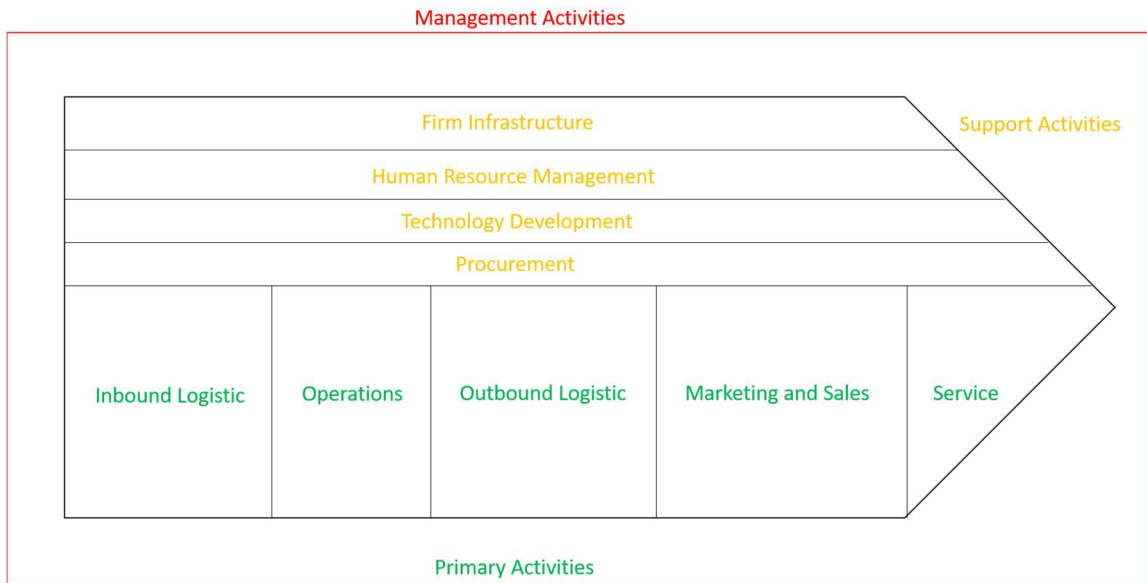 Management Activities
Firm Infrastructure
Support Activities
Human Resource Management
Technology Development
Procurement
Inbound Logistic
Operations
Outbound Logistic
Marketing and Sales
Service
Primary Activities